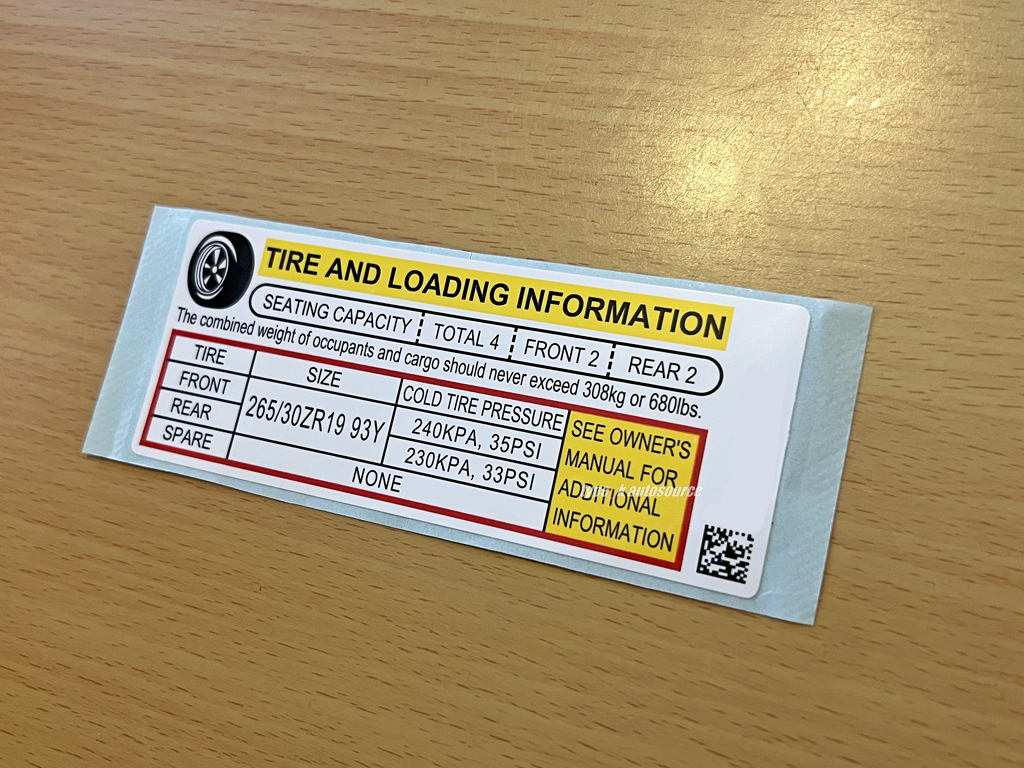 TIRE AND LOADING INFORMATION
SEATING CAPACITY TOTAL 4 FRONT 2 REAR 2
The combined weight of occupants and cargo should never exceed 308kg or 680lbs.
TIRE SIZE COLD TIRE PRESSURE
FRONT 265/30ZR19 93Y 240KPA, 35PSI
REAR 230KPA, 33PSI
SPARE NONE
SEE OWNER'S
MANUAL FOR
ADDITIONAL
INFORMATION
autosource